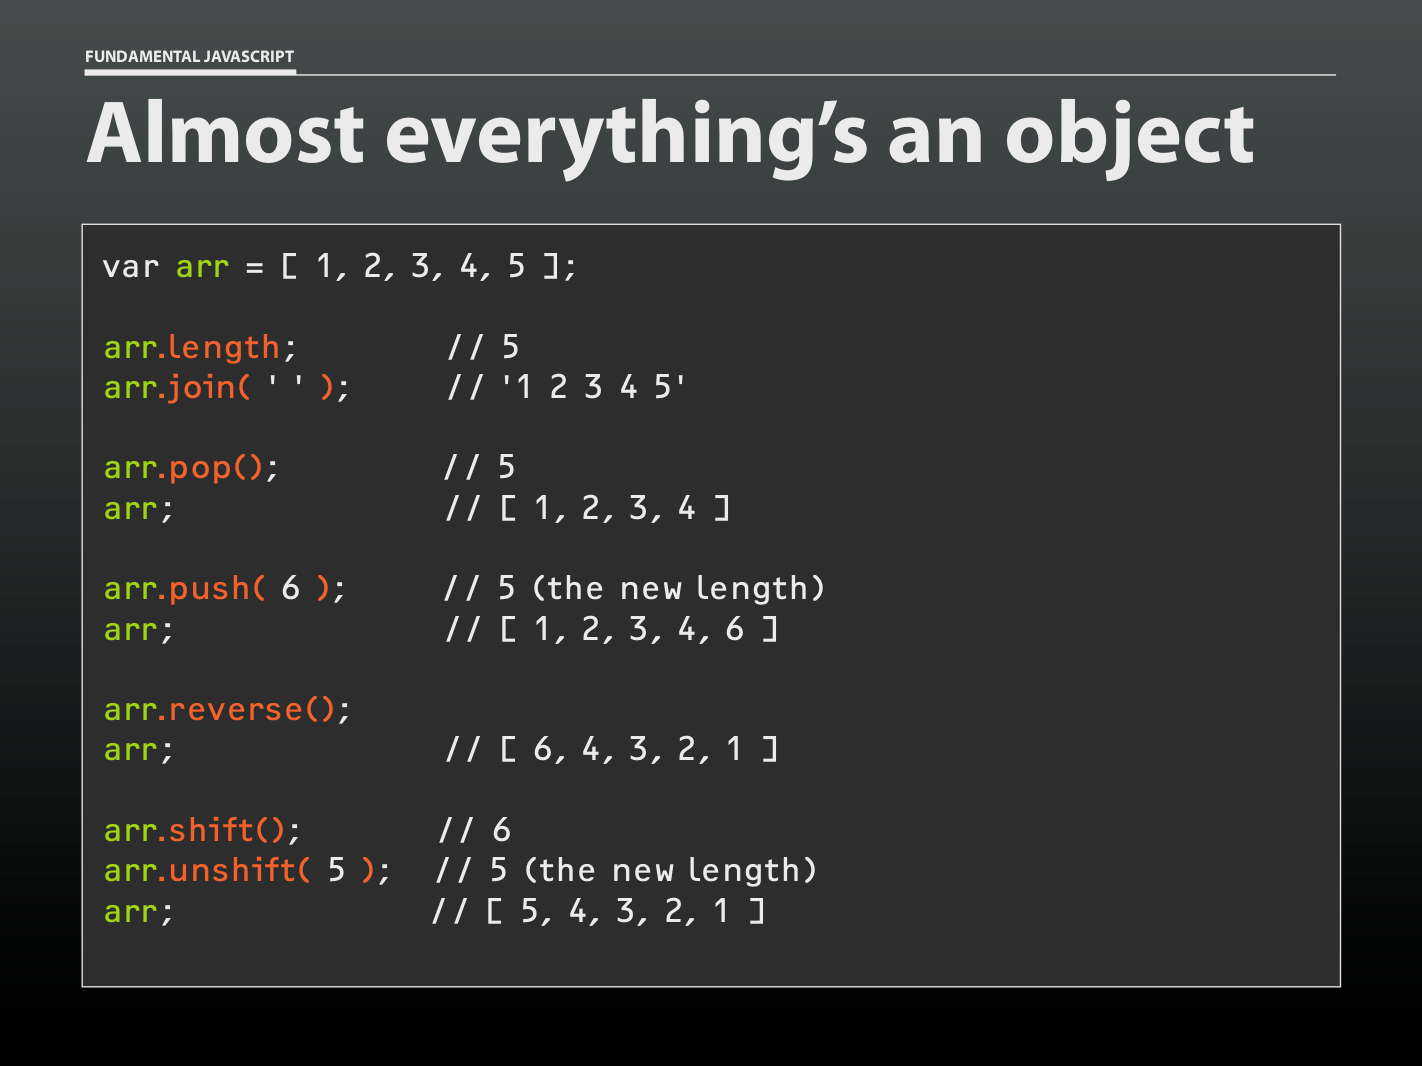 FUNDAMENTAL JAVASCRIPT
Almost everything’s an object
var arr = [ 1, 2, 3, 4, 5 ];
arr.length; // 5
arr.join( ' ' ); // '1 2 3 4 5'
arr.pop(); // 5
arr; // [ 1, 2, 3, 4 ]
arr.push( 6 ); // 5 (the new length)
arr; // [ 1, 2, 3, 4, 6 ]
arr.reverse();
arr; // [ 6, 4, 3, 2, 1 ]
arr.shift(); // 6
arr.unshift( 5 ); // 5 (the new length)
arr; // [ 5, 4, 3, 2, 1 ]